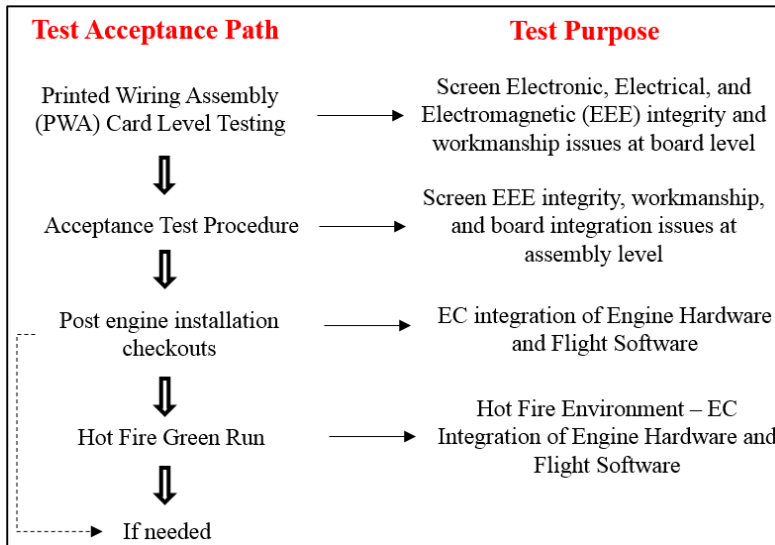 Test Acceptance Path
Test Purpose
Printed Wiring Assembly
(PWA) Card Level Testing
Screen Electronic, Electrical, and
Electromagnetic (EEE) integrity and
workmanship issues at board level
Acceptance Test Procedure
Screen EEE integrity, workmanship,
and board integration issues at
assembly level
Post engine installation
checkouts
EC integration of Engine Hardware
and Flight Software
Hot Fire Green Run
Hot Fire Environment – EC
Integration of Engine Hardware and
Flight Software
If needed